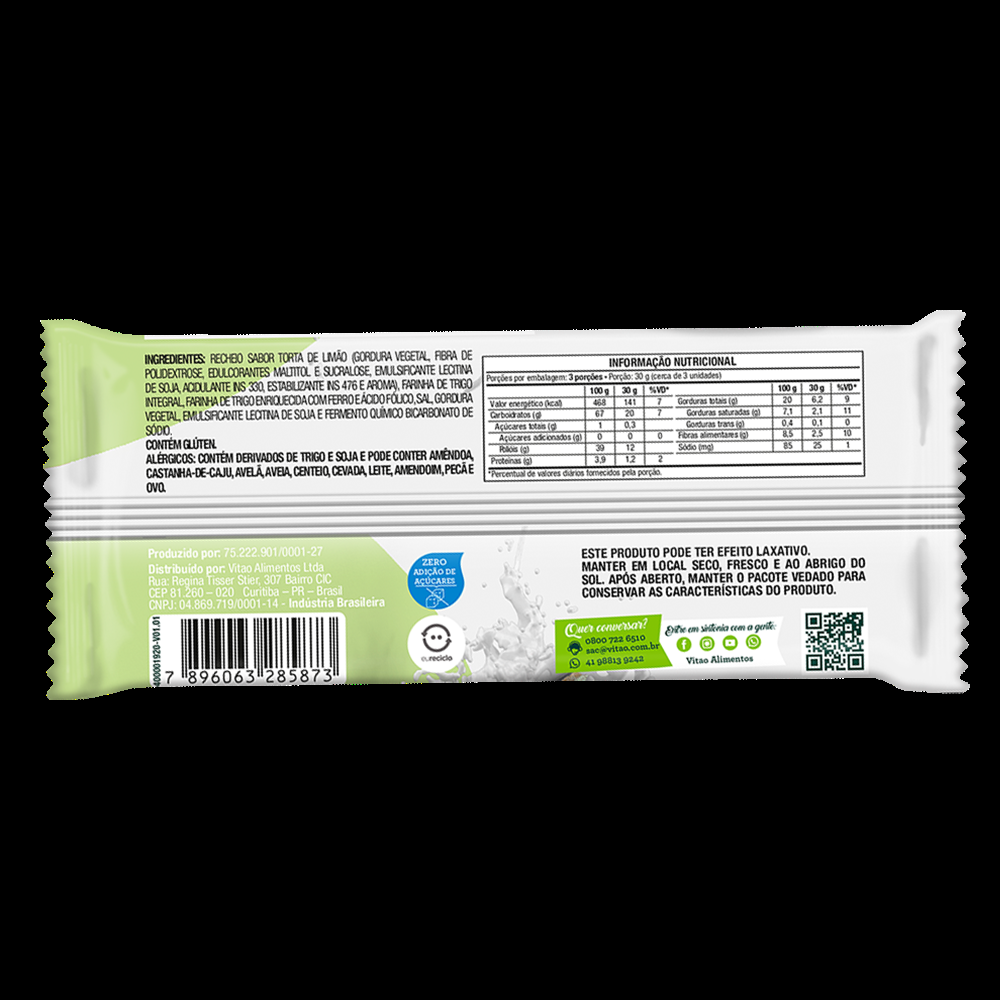 INGREDIENTES: RECHEIO SABOR TORTA DE LIMÃO (GORDURA VEGETAL, FIBRA DE
POLIDEXTROSE, EDULCORANTES MALTITOL E SUCRALOSE, EMULSIFICANTE LECITINA
DE SOJA, ACIDULANTE INS 330, ESTABILIZANTE INS 476 E AROMA), FARINHA DE TRIGO
INTEGRAL, FARINHA DE TRIGO ENRIQUECIDA COM FERRO E ÁCIDO FÓLICO, SAL, GORDURA
VEGETAL, EMULSIFICANTE LECITINA DE SOJA E FERMENTO QUÍMICO BICARBONATO DE
SÓDIO.
CONTÉM GLÚTEN.
ALÉRGICOS: CONTÉM DERIVADOS DE TRIGO E SOJA E PODE CONTER AMÊNDOA,
CASTANHA-DE-CAJU, AVELÃ, AVEIA, CENTEIO, CEVADA, LEITE, AMENDOIM, PECÃ E
OVO.
INFORMAÇÃO NUTRICIONAL
Porções por embalagem: 3 porções • Porção: 30 g (cerca de 3 unidades)
100 g 30 g %VD*
Valor energético (kcal) 468 141 7
Carboidratos (g) 67 20 7
Açúcares totais (g) 1 0,3
Açúcares adicionados (g) 0 0 0
Polióis (g) 39 12
Proteínas (g) 3,9 1,2 2
100 g 30 g %VD*
Gorduras totais (g) 20 6,2 9
Gorduras saturadas (g) 7,1 2,1 11
Gorduras trans (g) 0,4 0,1 0
Fibras alimentares (g) 8,5 2,5 10
Sódio (mg) 85 25 1
*Percentual de valores diários fornecidos pela porção.
Produzido por: 75.222.901/0001-27
Distribuído por: Vitao Alimentos Ltda
Rua: Regina Tisser Stier, 307 Bairro CIC
CEP 81.260 – 020 Curitiba – PR – Brasil
CNPJ: 04.869.719/0001-14 - Indústria Brasileira
400001920-V01.01
7 896063 285873
ZERO
ADIÇÃO DE
AÇÚCARES
eureciclo
ESTE PRODUTO PODE TER EFEITO LAXATIVO.
MANTER EM LOCAL SECO, FRESCO E AO ABRIGO DO
SOL. APÓS ABERTO, MANTER O PACOTE VEDADO PARA
CONSERVAR AS CARACTERÍSTICAS DO PRODUTO.
Quer conversar?
0800 722 6510
sac@vitao.com.br
41 98813 9242
Entre em sintonia com a gente:
Vitao Alimentos